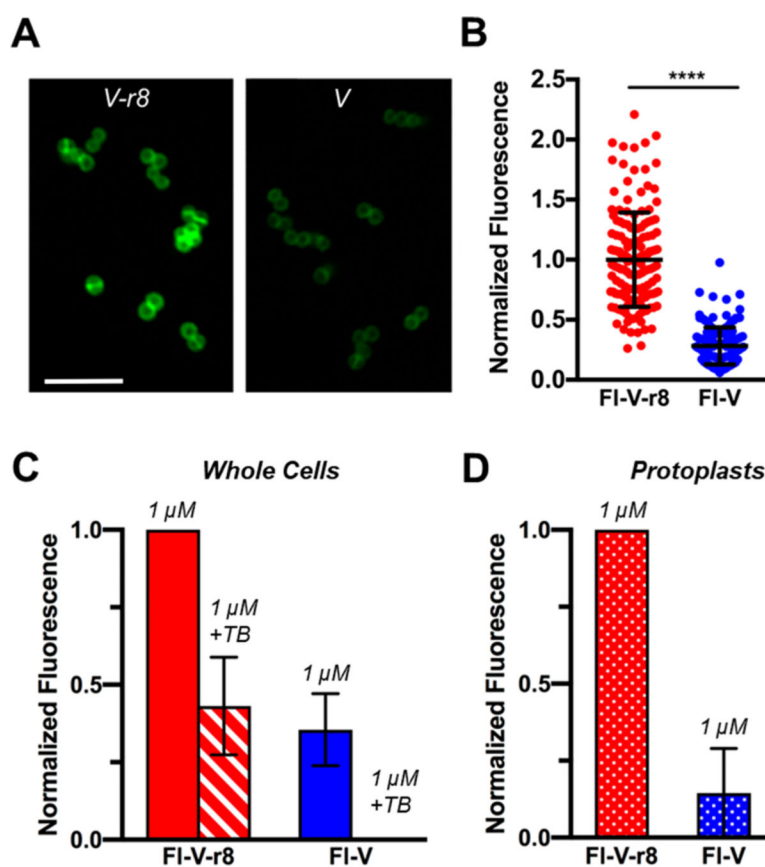 A
V-r8
V
B
Normalized Fluorescence
2.5
2.0
1.5
1.0
0.5
0.0
****
Fl-V-r8
Fl-V
C
Whole Cells
Normalized Fluorescence
1.0
0.5
0.0
1 µM
1 µM
+TB
1 µM
1 µM
+TB
Fl-V-r8
Fl-V
D
Protoplasts
Normalized Fluorescence
1.0
0.5
0.0
1 µM
1 µM
Fl-V-r8
Fl-V